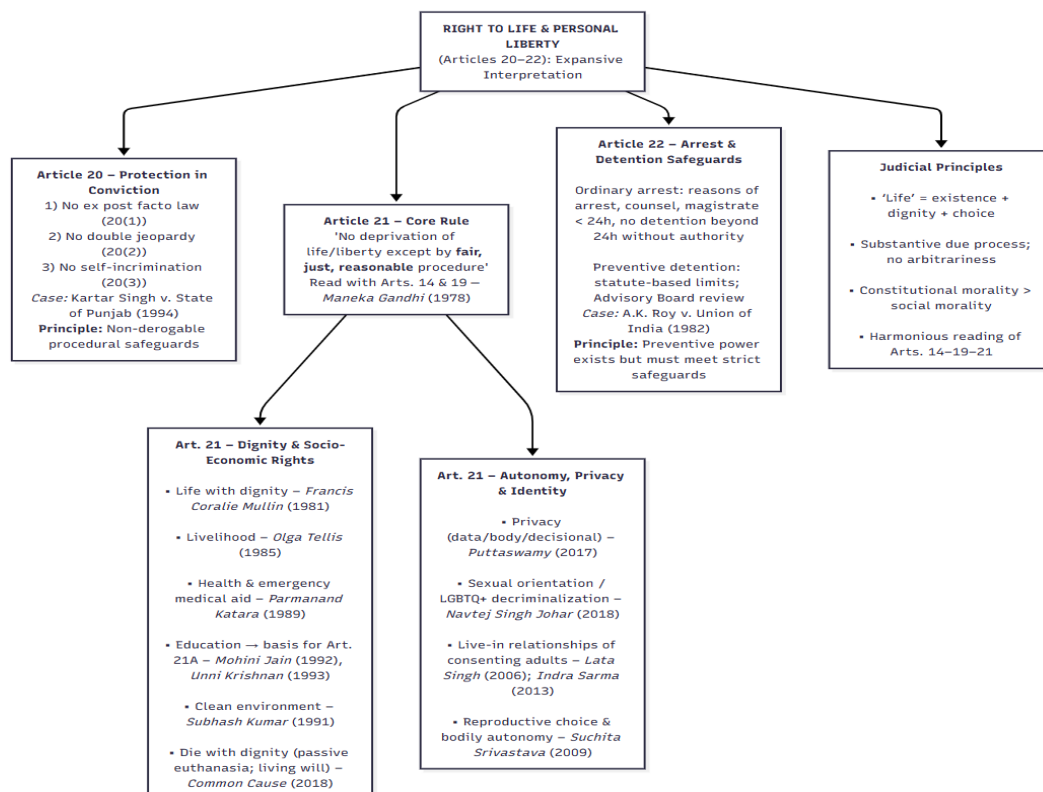 RIGHT TO LIFE & PERSONAL
LIBERTY
(Articles 20–22): Expansive
Interpretation
Article 20 – Protection in
Conviction
1) No ex post facto law
(20(1))
2) No double jeopardy
(20(2))
3) No self-incrimination
(20(3))
Case: Kartar Singh v. State
of Punjab (1994)
Principle: Non-derogable
procedural safeguards
Article 21 – Core Rule
'No deprivation of
life/liberty except by fair,
just, reasonable procedure'
Read with Arts. 14 & 19 –
Maneka Gandhi (1978)
Article 22 – Arrest &
Detention Safeguards
Ordinary arrest: reasons of
arrest, counsel, magistrate
< 24h, no detention beyond
24h without authority
Preventive detention:
statute-based limits;
Advisory Board review
Case: A.K. Roy v. Union of
India (1982)
Principle: Preventive power
exists but must meet strict
safeguards
Judicial Principles
▪ ‘Life’ = existence +
dignity + choice
▪ Substantive due process;
no arbitrariness
▪ Constitutional morality >
social morality
▪ Harmonious reading of
Arts. 14–19–21
Art. 21 – Dignity & Socio-
Economic Rights
▪ Life with dignity – Francis
Coralie Mullin (1981)
▪ Livelihood – Olga Tellis
(1985)
▪ Health & emergency
medical aid – Parmanand
Katara (1989)
▪ Education → basis for Art.
21A – Mohini Jain (1992),
Unni Krishnan (1993)
▪ Clean environment –
Subhash Kumar (1991)
▪ Die with dignity (passive
euthanasia; living will) –
Common Cause (2018)
Art. 21 – Autonomy, Privacy
& Identity
▪ Privacy
(data/body/decisional) –
Puttaswamy (2017)
▪ Sexual orientation /
LGBTQ+ decriminalization –
Navtej Singh Johar (2018)
▪ Live-in relationships of
consenting adults – Lata
Singh (2006); Indra Sarma
(2013)
▪ Reproductive choice &
bodily autonomy – Suchita
Srivastava (2009)